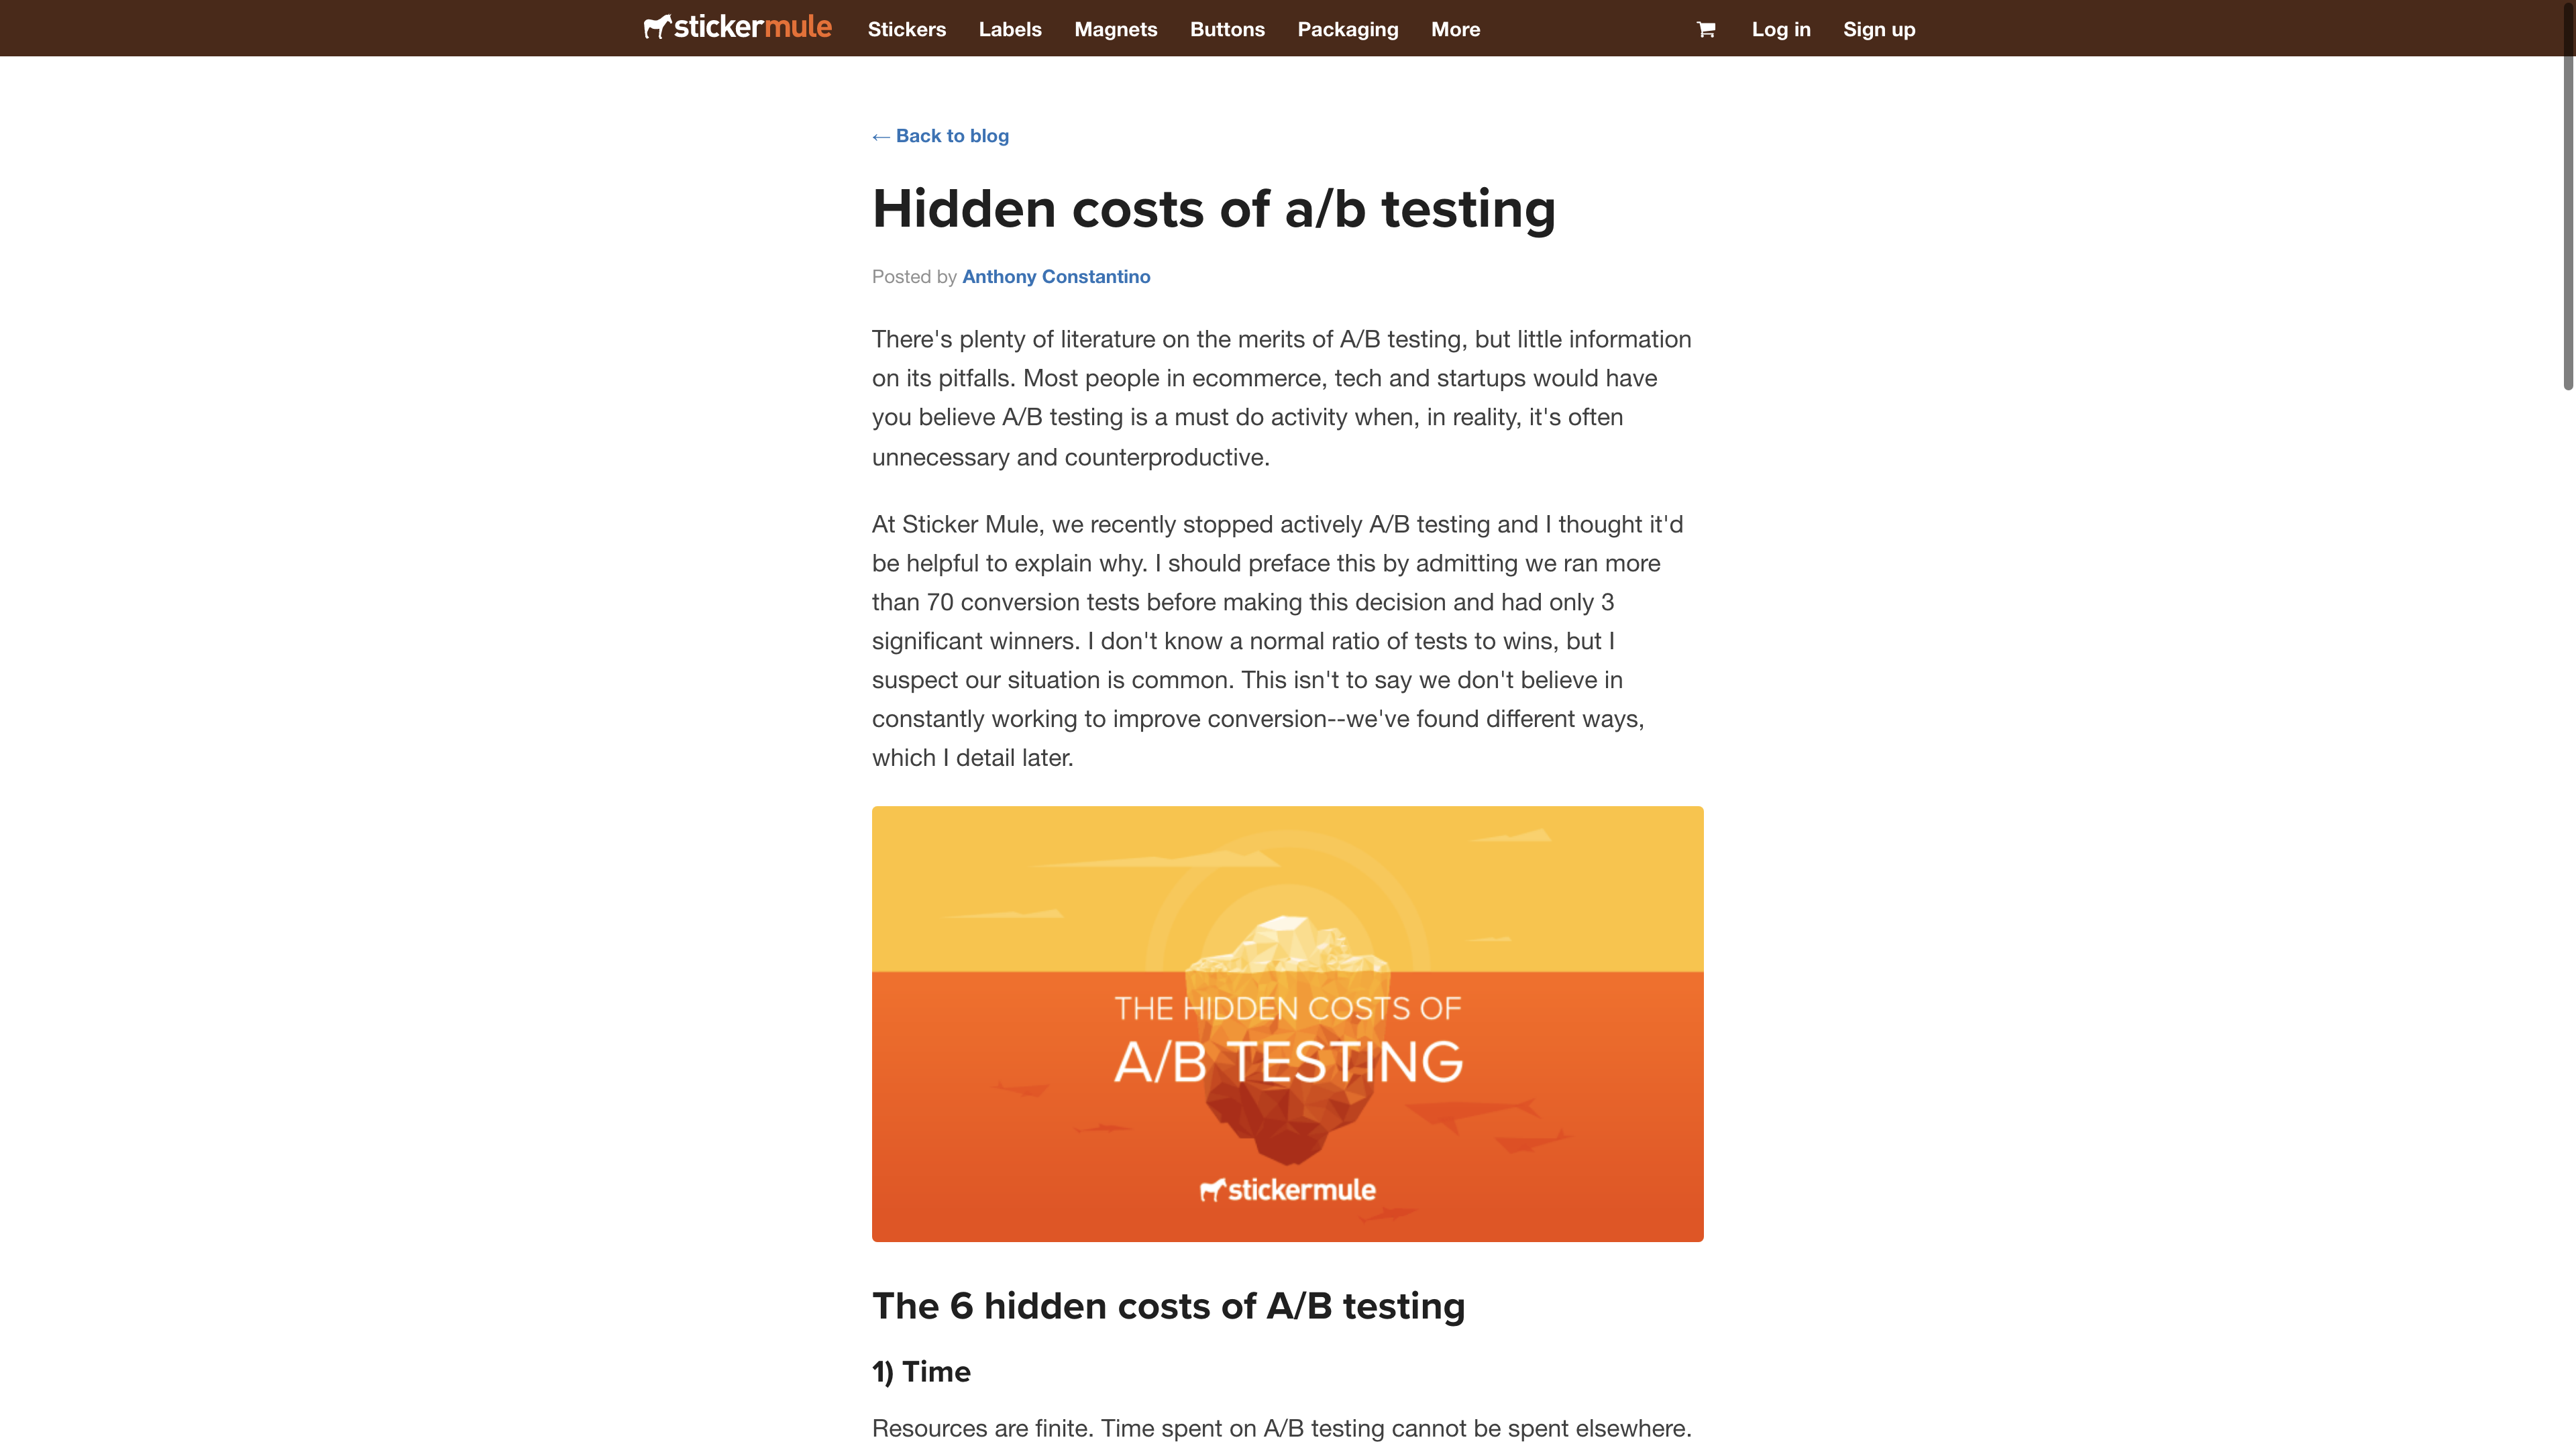 stickermule Stickers Labels Magnets Buttons Packaging More Log in Sign up
← Back to blog
Hidden costs of a/b testing
Posted by Anthony Constantino
There's plenty of literature on the merits of A/B testing, but little information
on its pitfalls. Most people in ecommerce, tech and startups would have
you believe A/B testing is a must do activity when, in reality, it's often
unnecessary and counterproductive.
At Sticker Mule, we recently stopped actively A/B testing and I thought it'd
be helpful to explain why. I should preface this by admitting we ran more
than 70 conversion tests before making this decision and had only 3
significant winners. I don't know a normal ratio of tests to wins, but I
suspect our situation is common. This isn't to say we don't believe in
constantly working to improve conversion--we've found different ways,
which I detail later.
THE HIDDEN COSTS OF
A/B TESTING
stickermule
The 6 hidden costs of A/B testing
1) Time
Resources are finite. Time spent on A/B testing cannot be spent elsewhere.